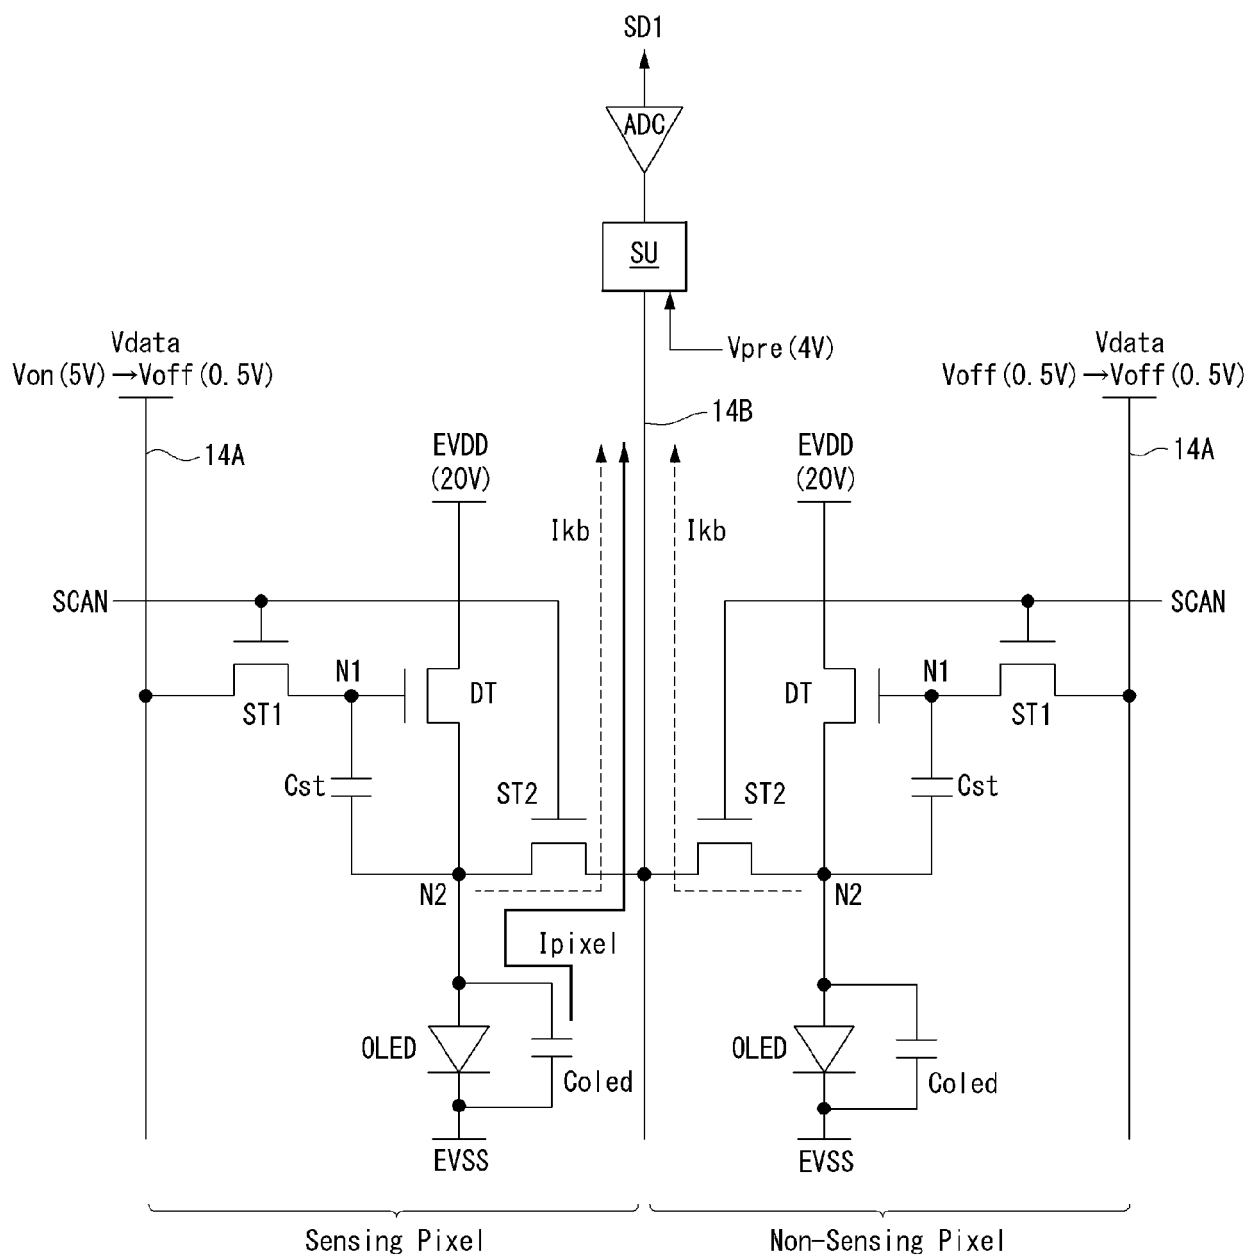 SD1
ADC
SU
Vpre(4V)
Vdata
Von(5V)→Voff(0.5V)
Vdata
Voff(0.5V)→Voff(0.5V)
14A
14B
14A
EVDD
(20V)
EVDD
(20V)
Ikb
Ikb
SCAN
SCAN
N1
DT
ST1
DT
N1
ST1
Cst
ST2
ST2
Cst
N2
N2
Ipixel
OLED
Coled
OLED
Coled
EVSS
EVSS
Sensing Pixel
Non-Sensing Pixel